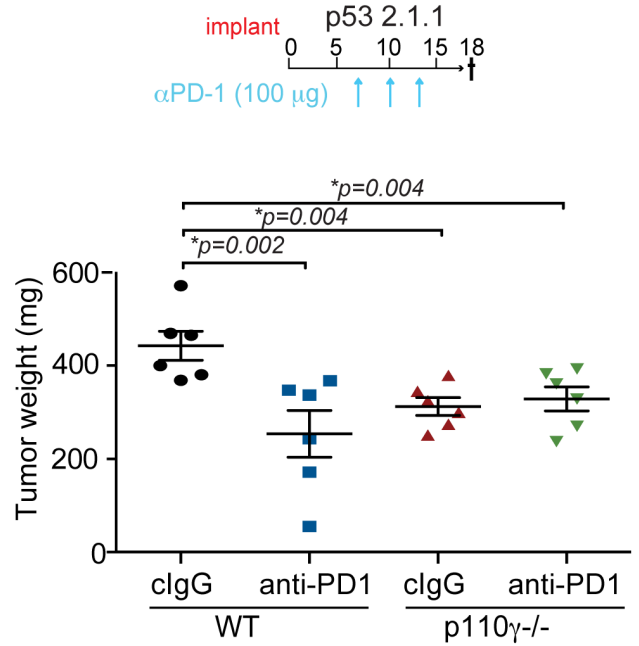 p53 2.1.1
implant
0 5 10 15 18
αPD-1 (100 μg)
*p=0.004
*p=0.004
*p=0.002
600
400
200
0
Tumor weight (mg)
cIgG anti-PD1 cIgG anti-PD1
WT p110γ-/-